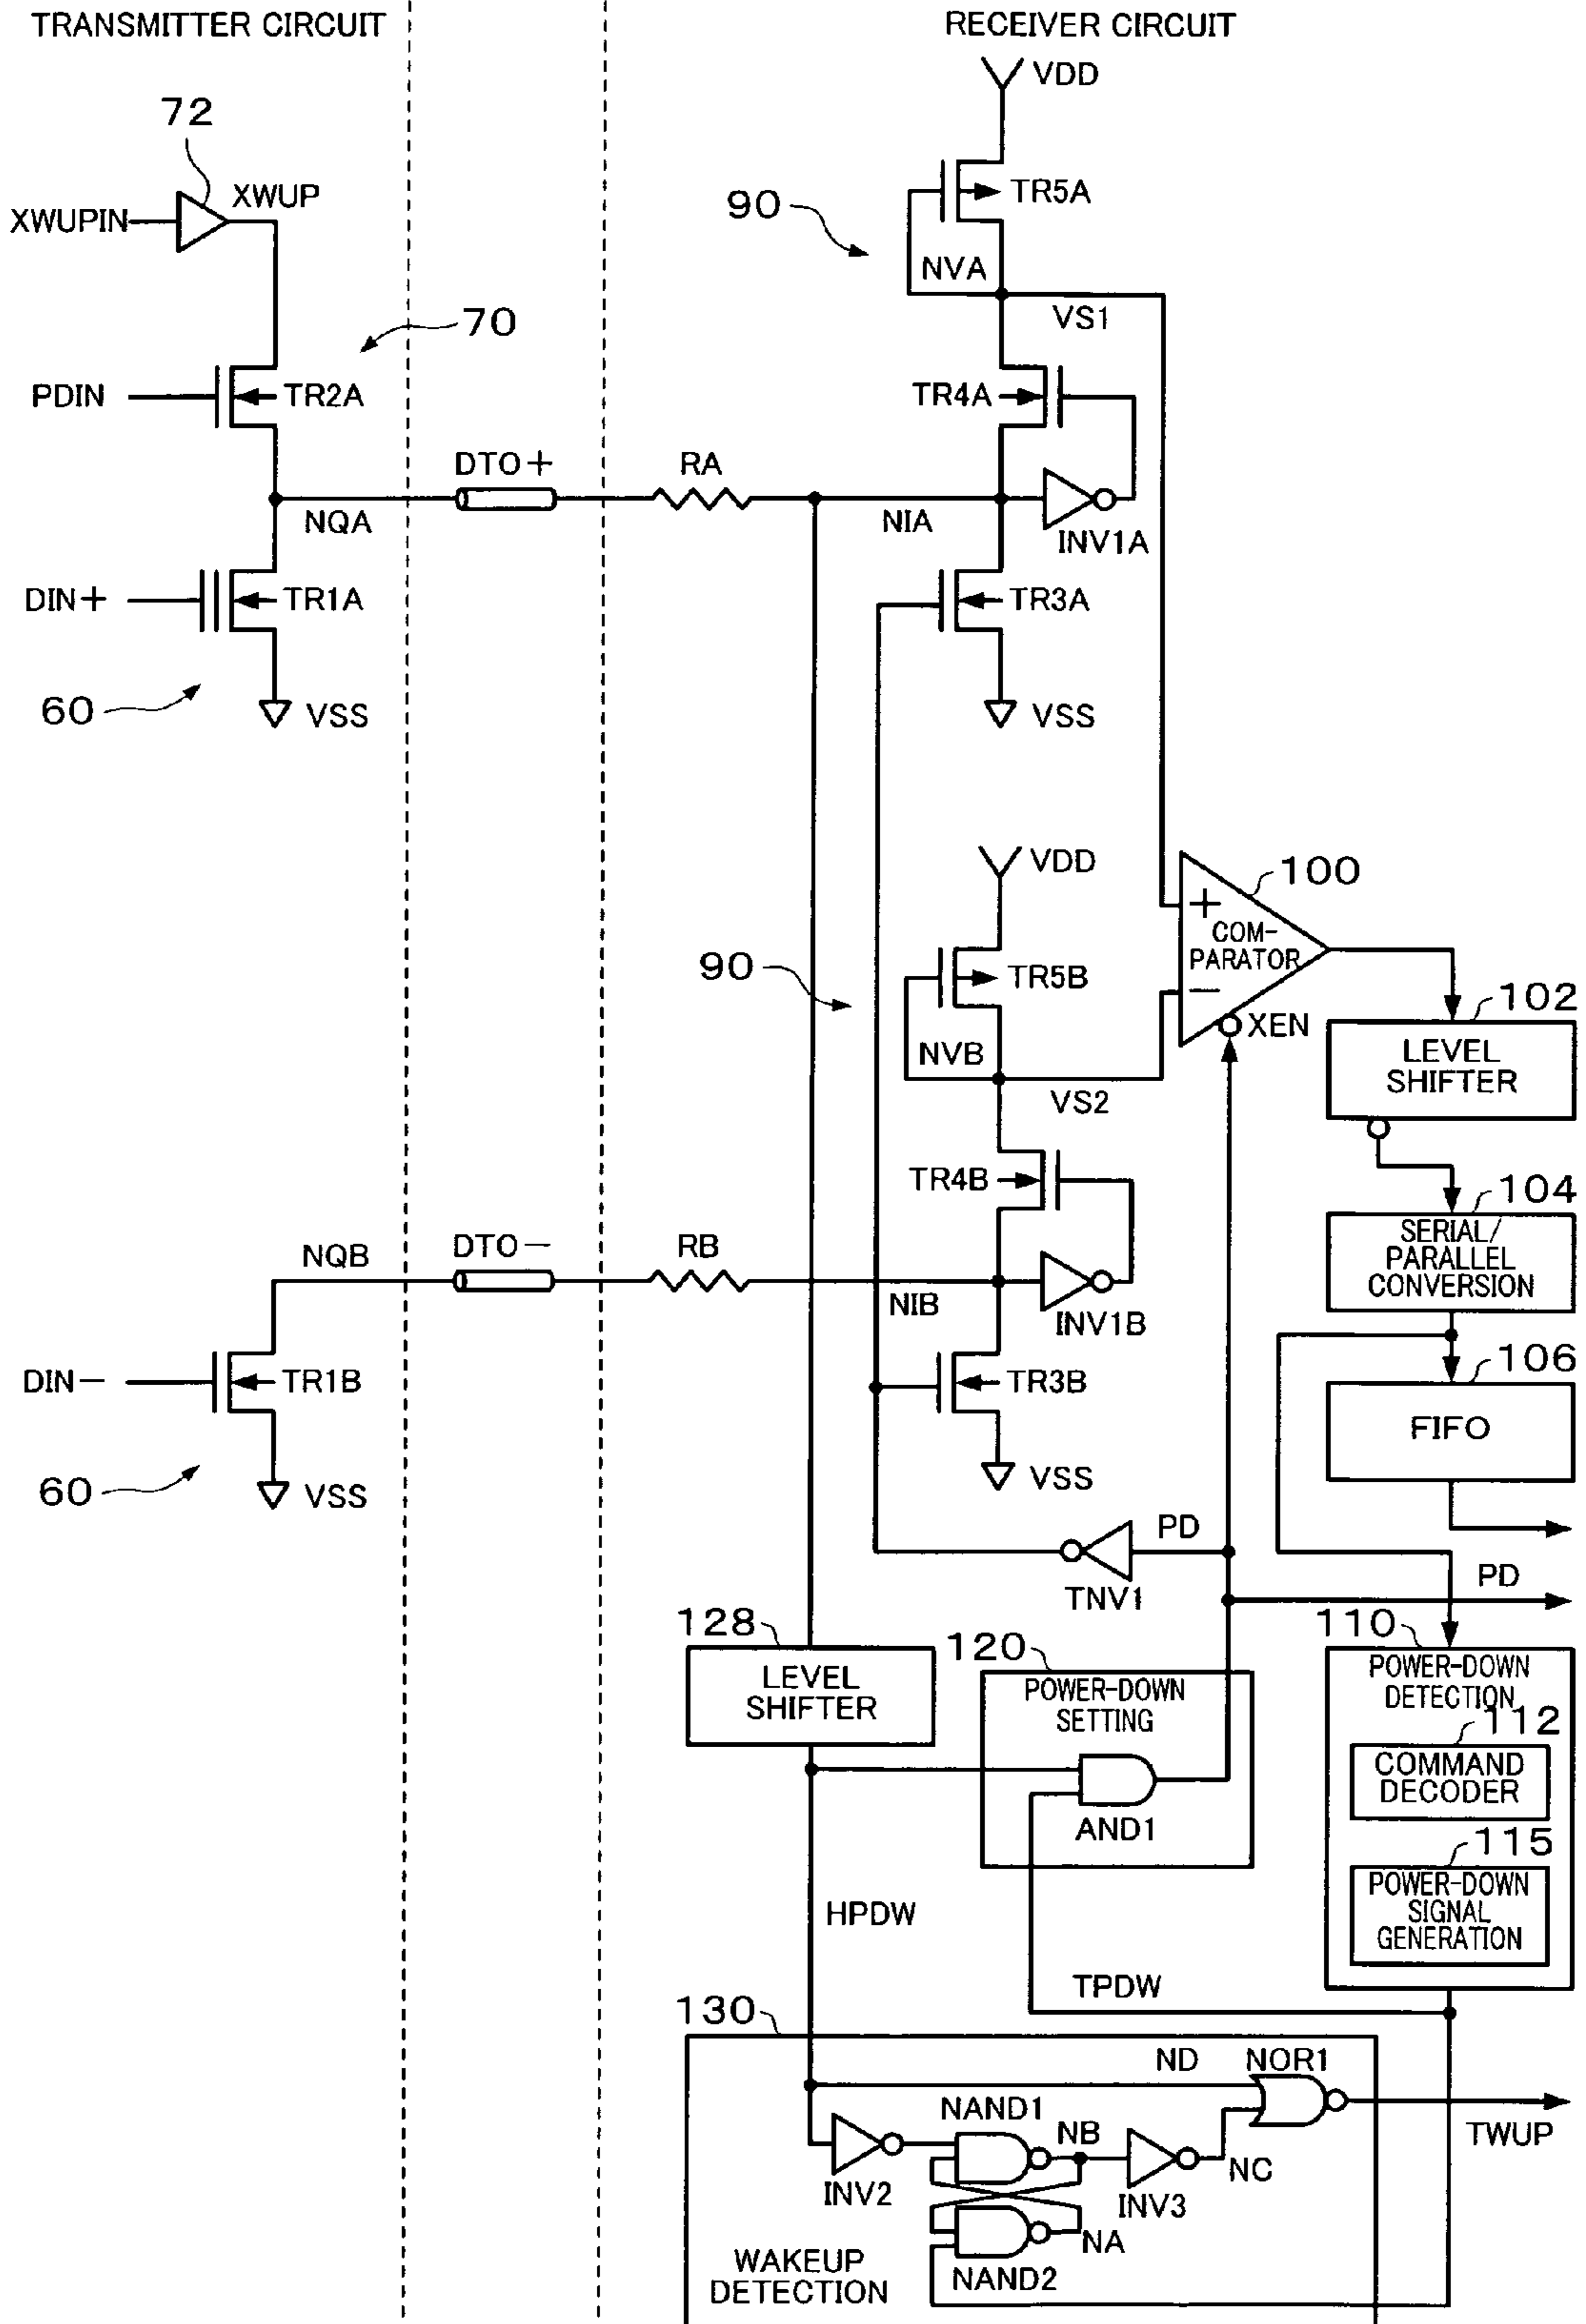 TRANSMITTER CIRCUIT
RECEIVER CIRCUIT
VDD
72
XWUPIN
XWUP
TR5A
90
NVA
VS1
70
PDIN
TR2A
TR4A
DTO+
RA
NQA
NIA
INV1A
DIN+
TR1A
TR3A
60
VSS
VSS
VDD
100
+
COM-
PARATOR
−
90
TR5B
XEN
102
LEVEL
SHIFTER
NVB
VS2
TR4B
104
SERIAL/
PARALLEL
CONVERSION
NQB
DTO−
RB
NIB
INV1B
106
FIFO
DIN−
TR1B
TR3B
60
VSS
VSS
PD
TNV1
PD
128
LEVEL
SHIFTER
120
POWER-DOWN
SETTING
AND1
110
POWER-DOWN
DETECTION
112
COMMAND
DECODER
115
POWER-DOWN
SIGNAL
GENERATION
HPDW
TPDW
130
ND
NOR1
TWUP
NAND1
NB
NC
INV2
INV3
NA
NAND2
WAKEUP
DETECTION